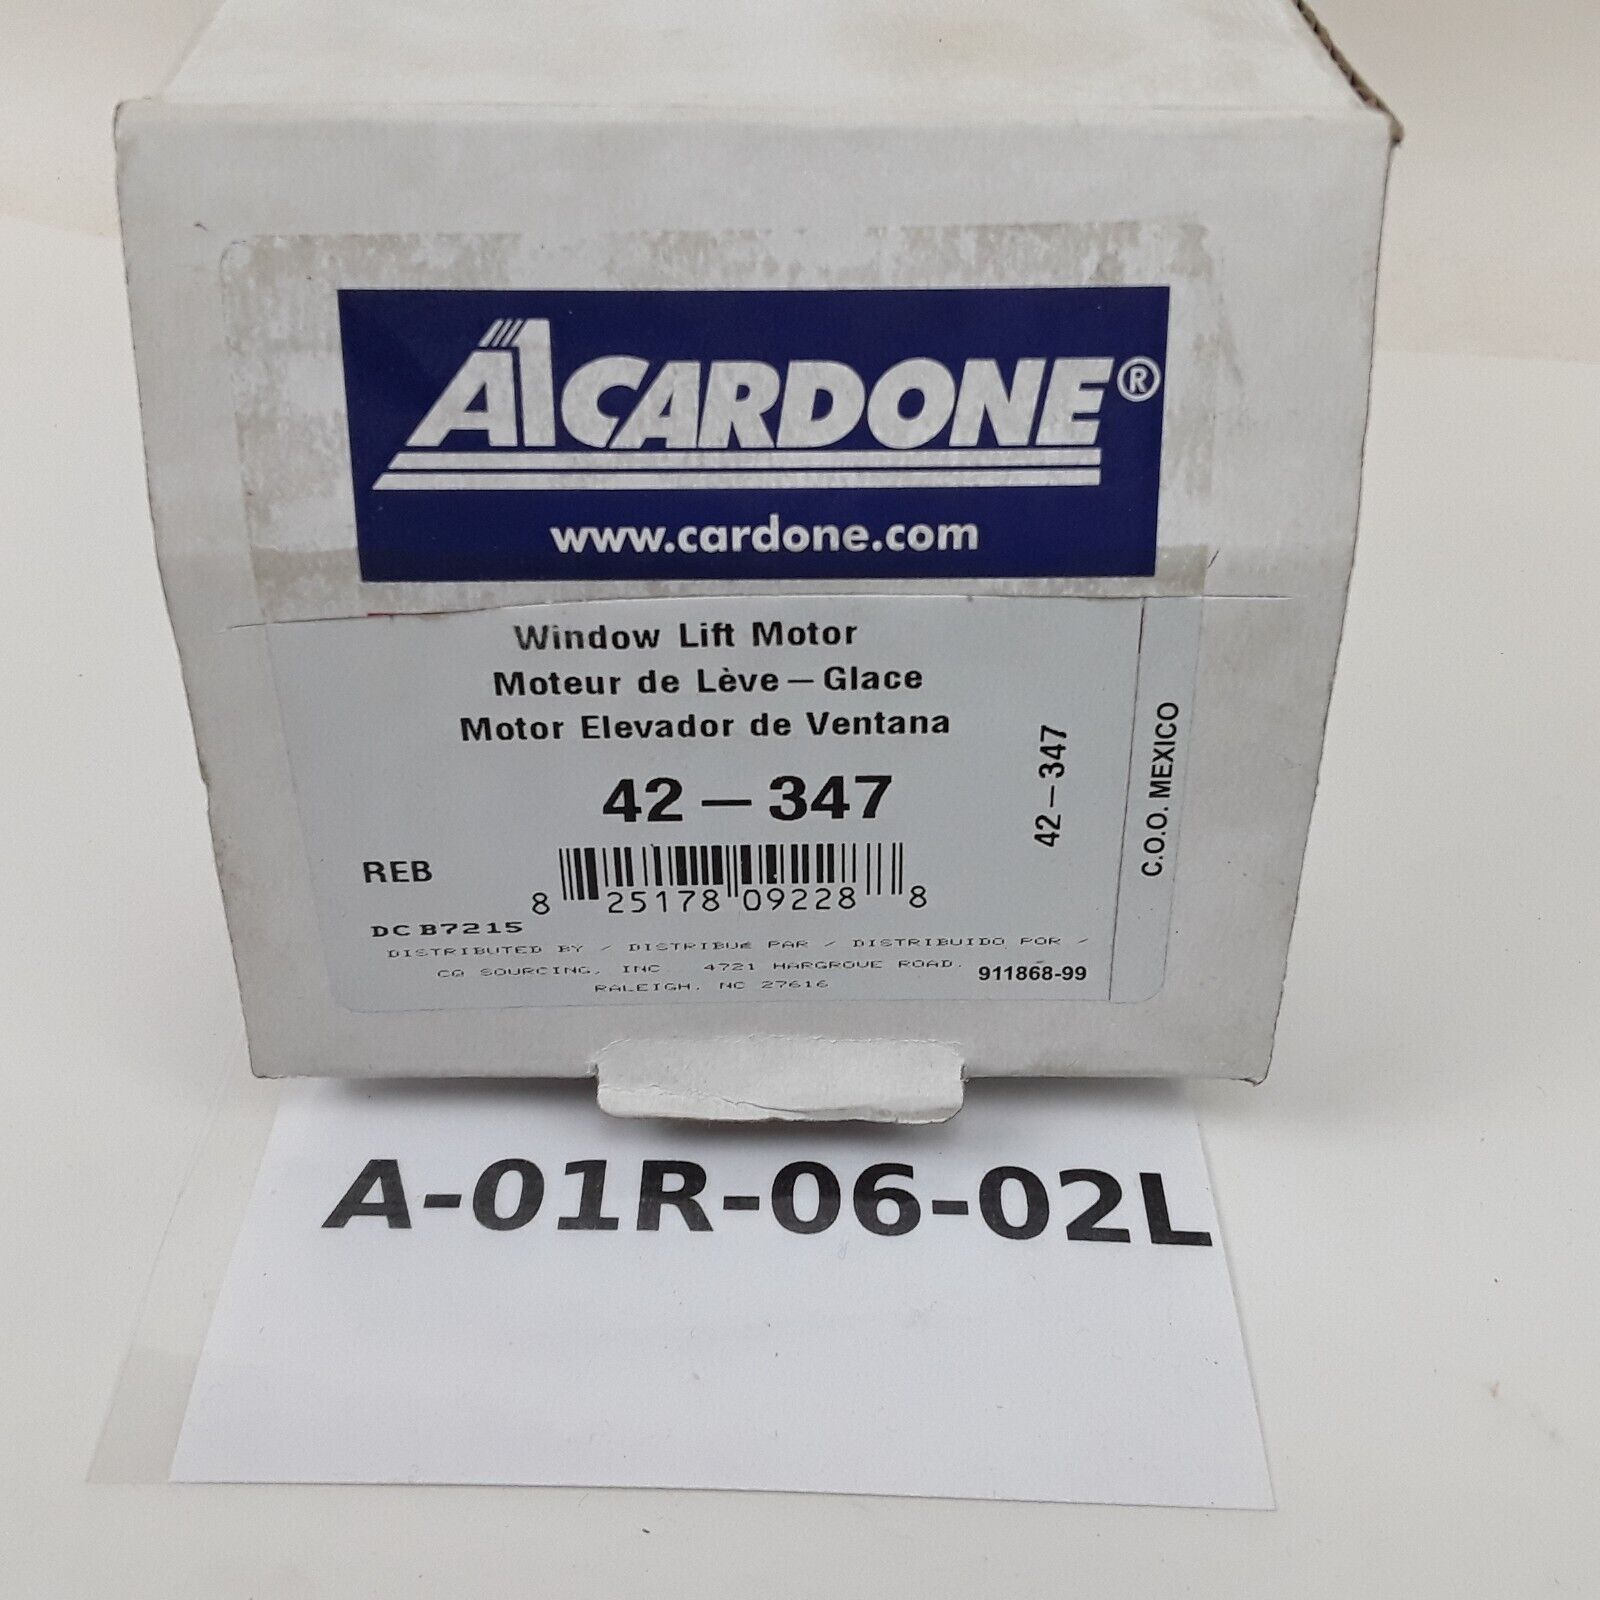 A1CARDONE®
www.cardone.com
Window Lift Motor
Moteur de Lève-Glace
Motor Elevador de Ventana
42-347
REB
8 25178 09228 8
DC B7215
DISTRIBUTED BY / DISTRIBUÉ PAR / DISTRIBUIDO POR /
CQ SOURCING, INC 4721 HARGROVE ROAD,
RALEIGH, NC 27616
911868-99
42-347
C.O.O. MEXICO
A-01R-06-02L